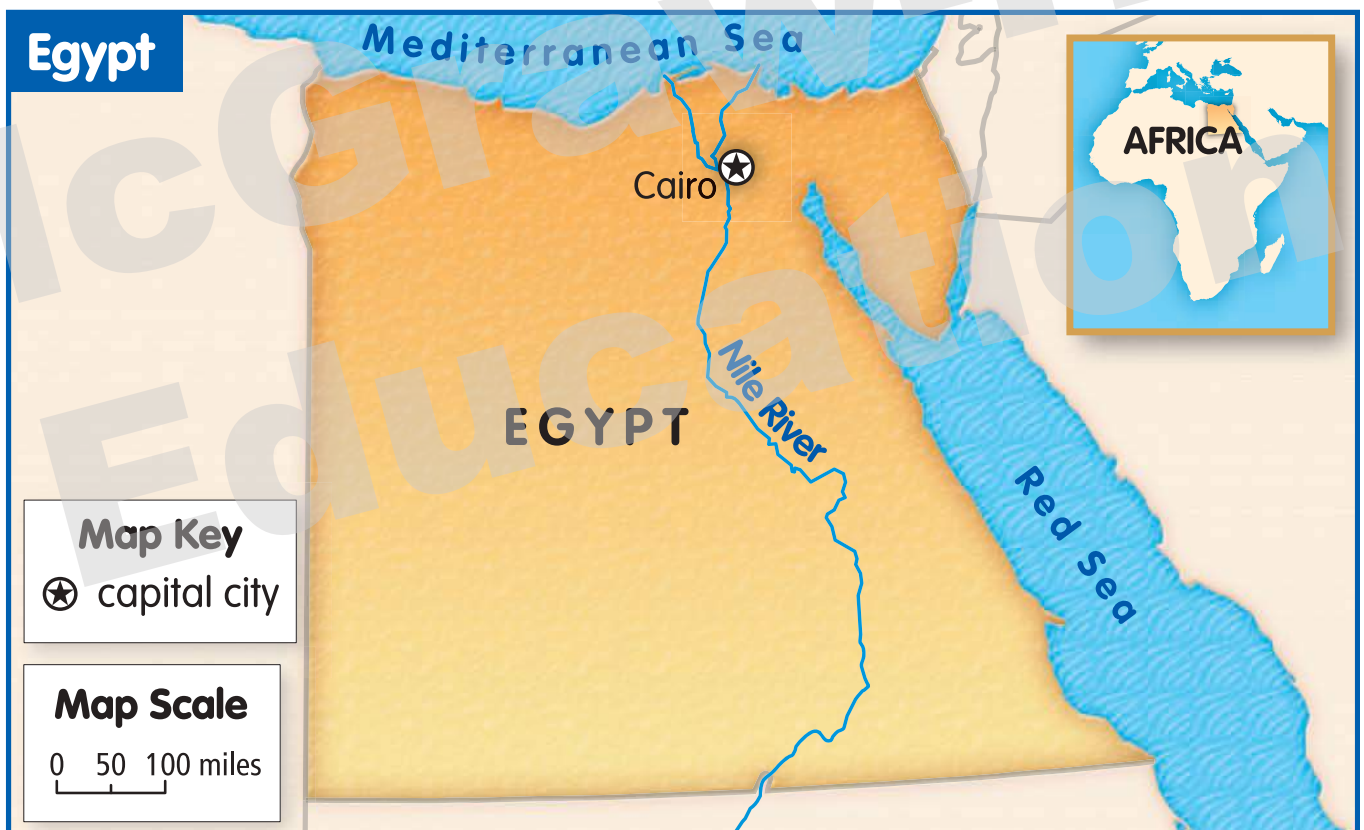 Egypt
Mediterranean Sea
AFRICA
Cairo
Nile River
EGYPT
Red Sea
Map Key
capital city
Map Scale
0 50 100 miles
McGraw-Hill
Education